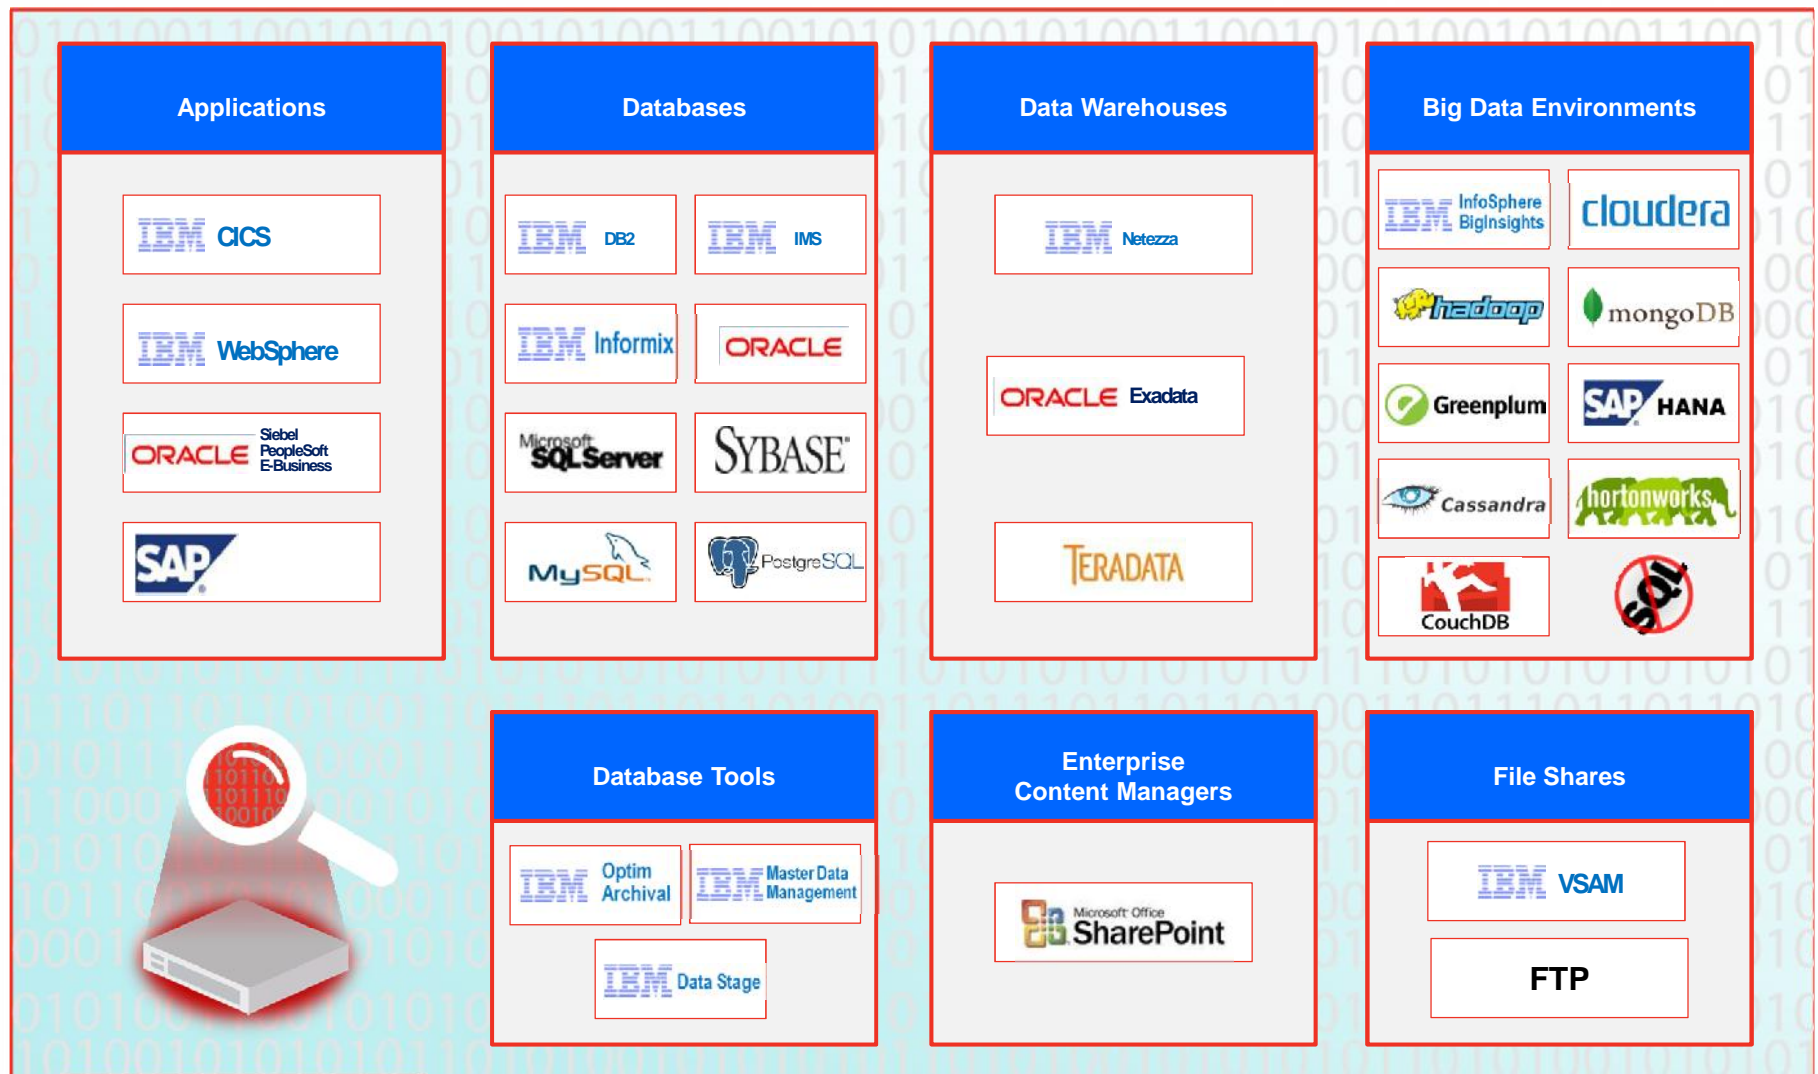 Applications
IBM CICS
IBM WebSphere
ORACLE Siebel
PeopleSoft
E-Business
SAP
Databases
IBM DB2
IBM IMS
IBM Informix
ORACLE
Microsoft
SQL Server
SYBASE
MySQL
PostgreSQL
Data Warehouses
IBM Netezza
ORACLE Exadata
TERADATA
Big Data Environments
IBM InfoSphere
BigInsights
cloudera
hadoop
mongoDB
Greenplum
SAP HANA
Cassandra
hortonworks
CouchDB
SQL
Database Tools
IBM Optim
Archival
IBM Master Data
Management
IBM Data Stage
Enterprise
Content Managers
Microsoft Office
SharePoint
File Shares
IBM VSAM
FTP